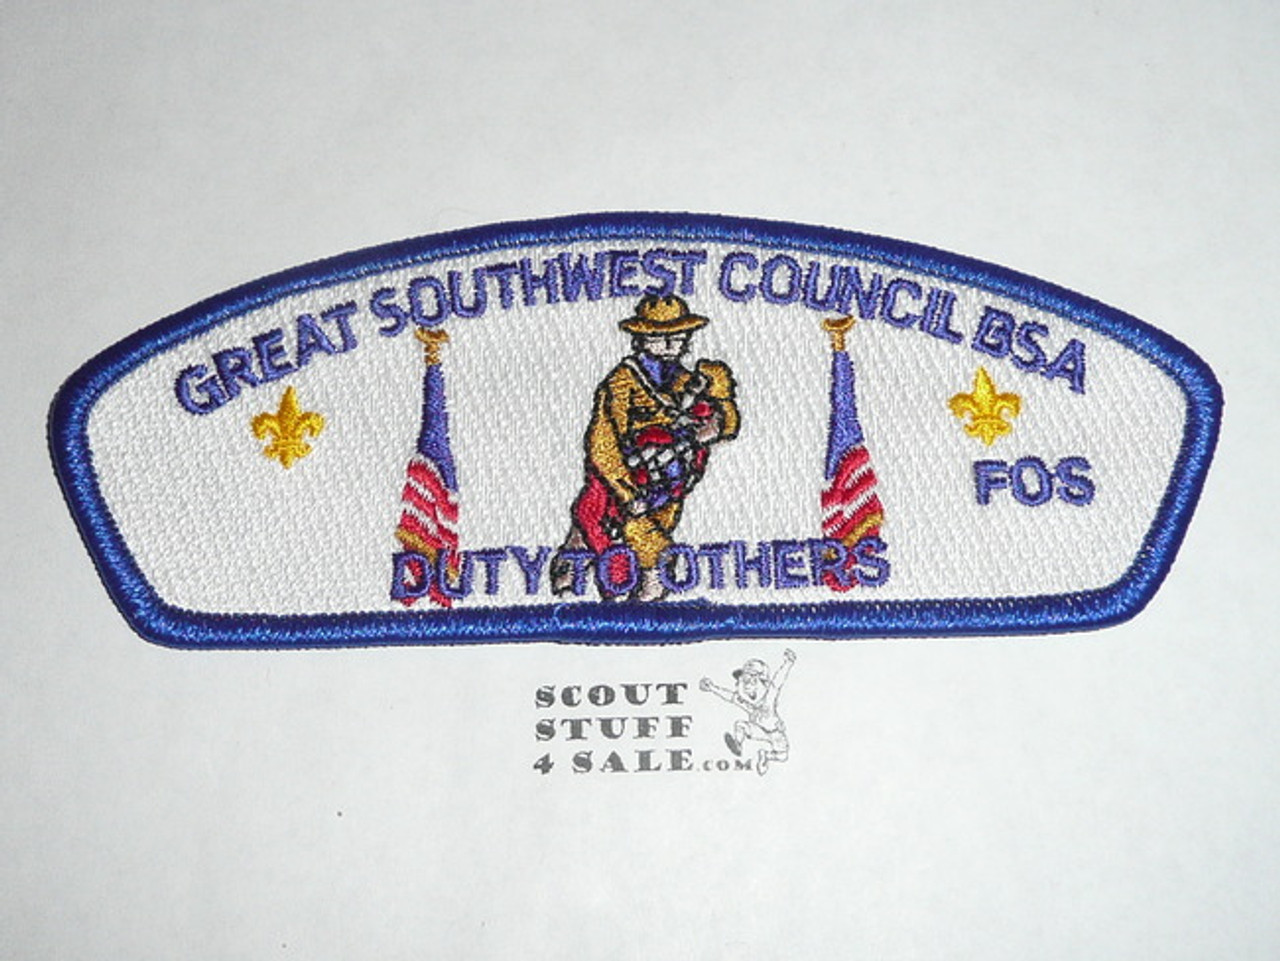 GREAT SOUTHWEST COUNCIL BSA
FOS
DUTY TO OTHERS
SCOUT
STUFF
4 SALE.COM